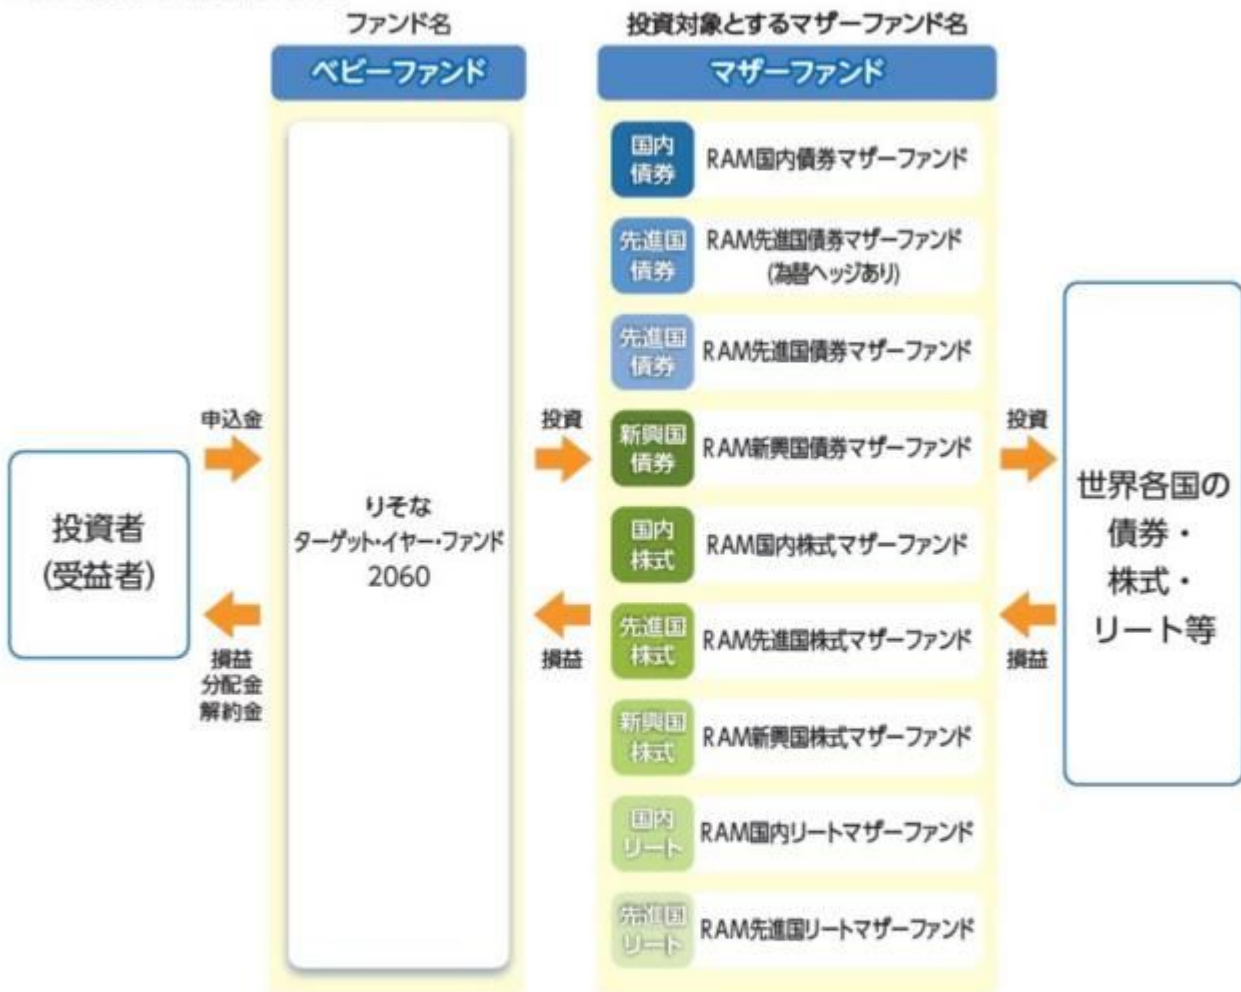 ファンド名
投資対象とするマザーファンド名
ベビーファンド
マザーファンド
国内
債券
RAM国内債券マザーファンド
先進国
債券
RAM先進国債券マザーファンド
(為替ヘッジあり)
先進国
債券
RAM先進国債券マザーファンド
新興国
債券
RAM新興国債券マザーファンド
国内
株式
RAM国内株式マザーファンド
先進国
株式
RAM先進国株式マザーファンド
新興国
株式
RAM新興国株式マザーファンド
国内
リート
RAM国内リートマザーファンド
先進国
リート
RAM先進国リートマザーファンド
申込金
投資
投資
投資者
(受益者)
りそな
ターゲット・イヤー・ファンド
2060
世界各国の
債券・
株式・
リート等
損益
分配金
解約金
損益
損益